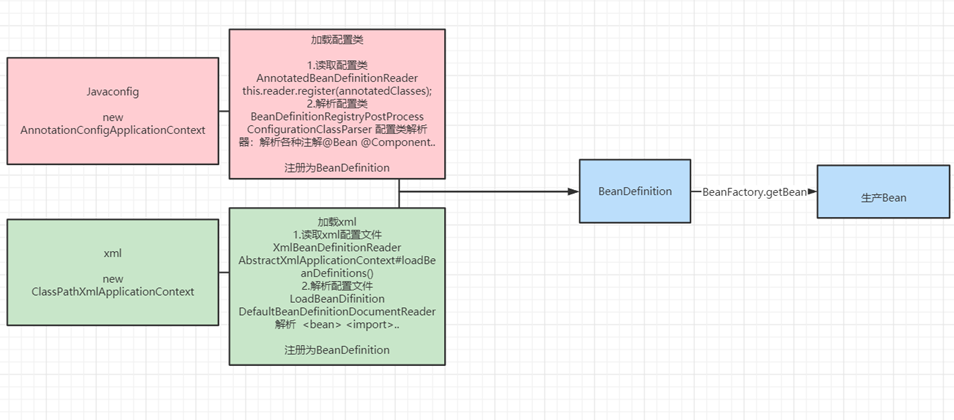 Javaconfig
new
AnnotationConfigApplicationContext
加载配置类
1.读取配置类
AnnotatedBeanDefinitionReader
this.reader.register(annotatedClasses);
2.解析配置类
BeanDefinitionRegistryPostProcess
ConfigurationClassParser 配置类解析
器：解析各种注解@Bean @Component..
注册为BeanDefinition
xml
new
ClassPathXmlApplicationContext
加载xml
1.读取xml配置文件
XmlBeanDefinitionReader
AbstractXmlApplicationContext#loadBe
anDefinitions()
2.解析配置文件
LoadBeanDifinition
DefaultBeanDefinitionDocumentReader
解析 <bean> <import>..
注册为BeanDefinition
BeanDefinition
BeanFactory.getBean
生产Bean